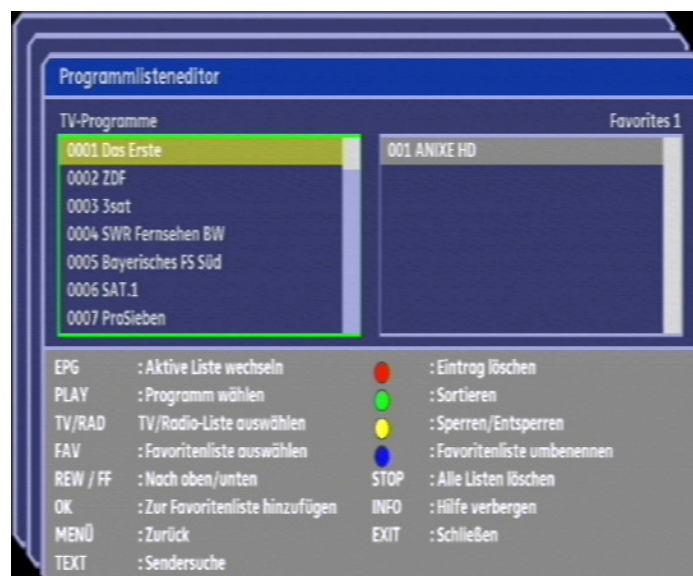 Programmlisteneditor
TV-Programme
Favorites 1
0001 Das Erste
0002 ZDF
0003 3sat
0004 SWR Fernsehen BW
0005 Bayerisches FS Süd
0006 SAT.1
0007 ProSieben
001 ANIXE HD
EPG : Aktive Liste wechseln
PLAY : Programm wählen
TV/RAD TV/Radio-Liste auswählen
FAV : Favoritenliste auswählen
REW / FF : Nach oben/unten
OK : Zur Favoritenliste hinzufügen
MENÜ : Zurück
TEXT : Sendersuche
: Eintrag löschen
: Sortieren
: Sperren/Entsperren
: Favoritenliste umbenennen
STOP : Alle Listen löschen
INFO : Hilfe verbergen
EXIT : Schließen